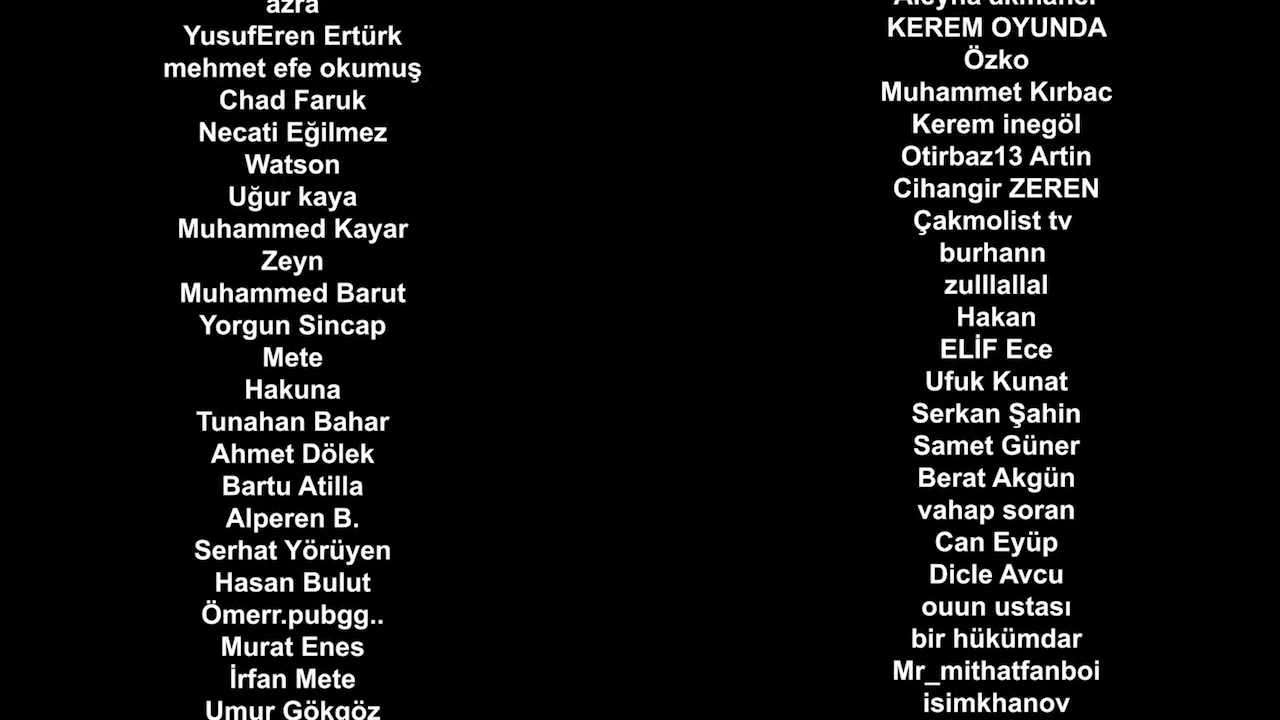 azra
YusufEren Ertürk
mehmet efe okumuş
Chad Faruk
Necati Eğilmez
Watson
Uğur kaya
Muhammed Kayar
Zeyn
Muhammed Barut
Yorgun Sincap
Mete
Hakuna
Tunahan Bahar
Ahmet Dölek
Bartu Atilla
Alperen B.
Serhat Yörüyen
Hasan Bulut
Ömerr.pubgg..
Murat Enes
İrfan Mete
Umur Gökgöz
KEREM OYUNDA
Özko
Muhammet Kırbac
Kerem inegöl
Otirbaz13 Artin
Cihangir ZEREN
Çakmolist tv
burhann
zulllallal
Hakan
ELİF Ece
Ufuk Kunat
Serkan Şahin
Samet Güner
Berat Akgün
vahap soran
Can Eyüp
Dicle Avcu
ouun ustası
bir hükümdar
Mr_mithatfanboi
isimkhanov